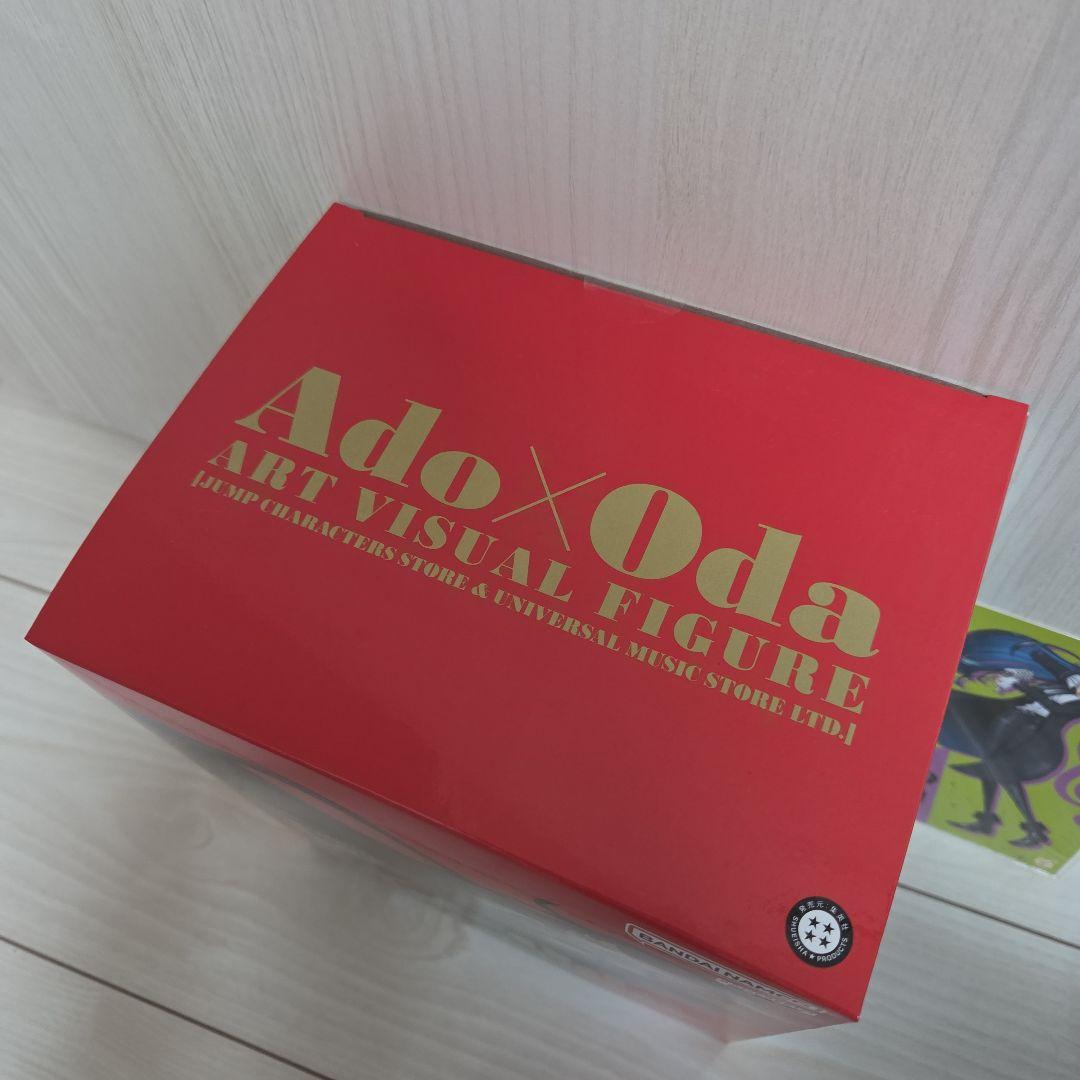 Ado×Oda
ART VISUAL FIGURE
[JUMP CHARACTERS STORE & UNIVERSAL MUSIC STORE LTD.]
発売元:集英社
SHUEISHA★PRODUCTS
BANDAI NAMCO